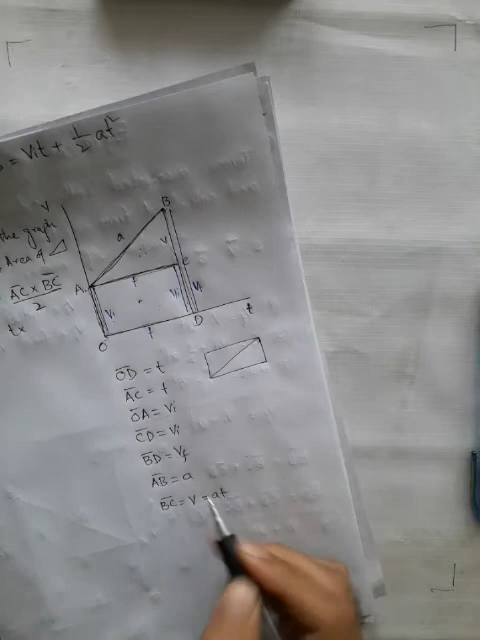 = Vit + 1/2 at²
V
B
the graph
a
V
Area of △
C
A
t
AC̅ × BC̅ / 2
Vi
Vi
Vf
t
tx
D
O
t
OD̅ = t
AC̅ = t
OA̅ = Vi
CD̅ = Vi
BD̅ = Vf
AB̅ = a
BC̅ = V = at